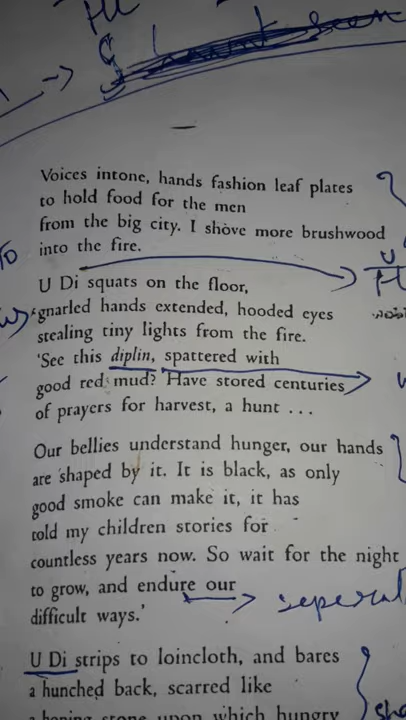 Voices intone, hands fashion leaf plates
to hold food for the men
from the big city. I shove more brushwood
into the fire.
U Di squats on the floor,
gnarled hands extended, hooded eyes
stealing tiny lights from the fire.
'See this diplin, spattered with
good red mud? Have stored centuries
of prayers for harvest, a hunt ...
Our bellies understand hunger, our hands
are shaped by it. It is black, as only
good smoke can make it, it has
told my children stories for
countless years now. So wait for the night
to grow, and endure our
difficult ways.'
U Di strips to loincloth, and bares
a hunched back, scarred like
a honing stone upon which hungry